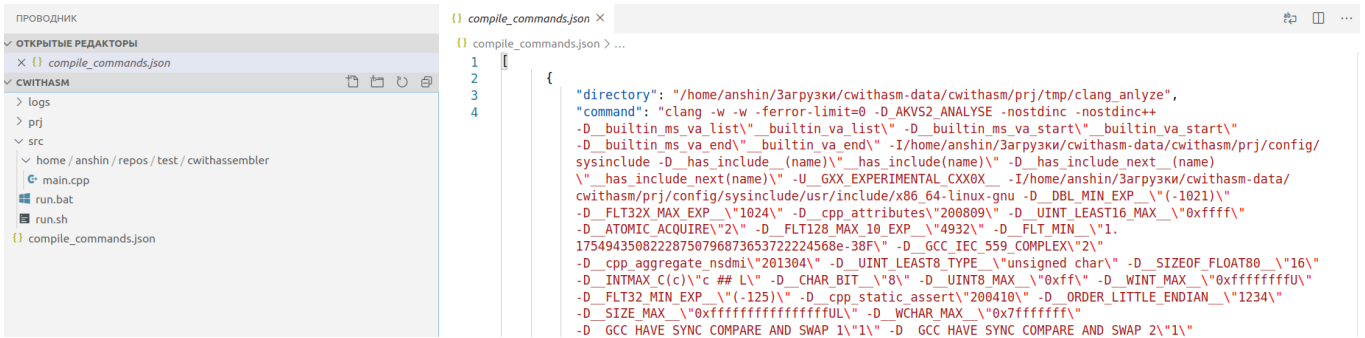 ПРОВОДНИК
ОТКРЫТЫЕ РЕДАКТОРЫ
{} compile_commands.json
CWITHASM
logs
prj
src
home / anshin / repos / test / cwithassembler
main.cpp
run.bat
run.sh
{} compile_commands.json
{} compile_commands.json
{} compile_commands.json > ...
1 [
2 {
3 "directory": "/home/anshin/Загрузки/cwithasm-data/cwithasm/prj/tmp/clang_anlyze",
4 "command": "clang -w -w -ferror-limit=0 -D_AKVS2_ANALYSE -nostdinc -nostdinc++
-D__builtin_ms_va_list\"__builtin_va_list\" -D__builtin_ms_va_start\"__builtin_va_start\"
-D__builtin_ms_va_end\"__builtin_va_end\" -I/home/anshin/Загрузки/cwithasm-data/cwithasm/prj/config/
sysinclude -D__has_include__(name)\"__has_include(name)\" -D__has_include_next__(name)
\"__has_include_next(name)\" -U__GXX_EXPERIMENTAL_CXX0X__ -I/home/anshin/Загрузки/cwithasm-data/
cwithasm/prj/config/sysinclude/usr/include/x86_64-linux-gnu -D__DBL_MIN_EXP__\"(-1021)\"
-D__FLT32X_MAX_EXP__\"1024\" -D__cpp_attributes\"200809\" -D__UINT_LEAST16_MAX__\"0xffff\"
-D__ATOMIC_ACQUIRE\"2\" -D__FLT128_MAX_10_EXP__\"4932\" -D__FLT_MIN__\"1.
17549435082228750796873653722224568e-38F\" -D__GCC_IEC_559_COMPLEX\"2\"
-D__cpp_aggregate_nsdmi\"201304\" -D__UINT_LEAST8_TYPE__\"unsigned char\" -D__SIZEOF_FLOAT80__\"16\"
-D__INTMAX_C(c)\"c ## L\" -D__CHAR_BIT__\"8\" -D__UINT8_MAX__\"0xff\" -D__WINT_MAX__\"0xffffffffU\"
-D__FLT32_MIN_EXP__\"(-125)\" -D__cpp_static_assert\"200410\" -D__ORDER_LITTLE_ENDIAN__\"1234\"
-D__SIZE_MAX__\"0xffffffffffffffffUL\" -D__WCHAR_MAX__\"0x7fffffff\"
-D__GCC_HAVE_SYNC_COMPARE_AND_SWAP_1\"1\" -D__GCC_HAVE_SYNC_COMPARE_AND_SWAP_2\"1\"